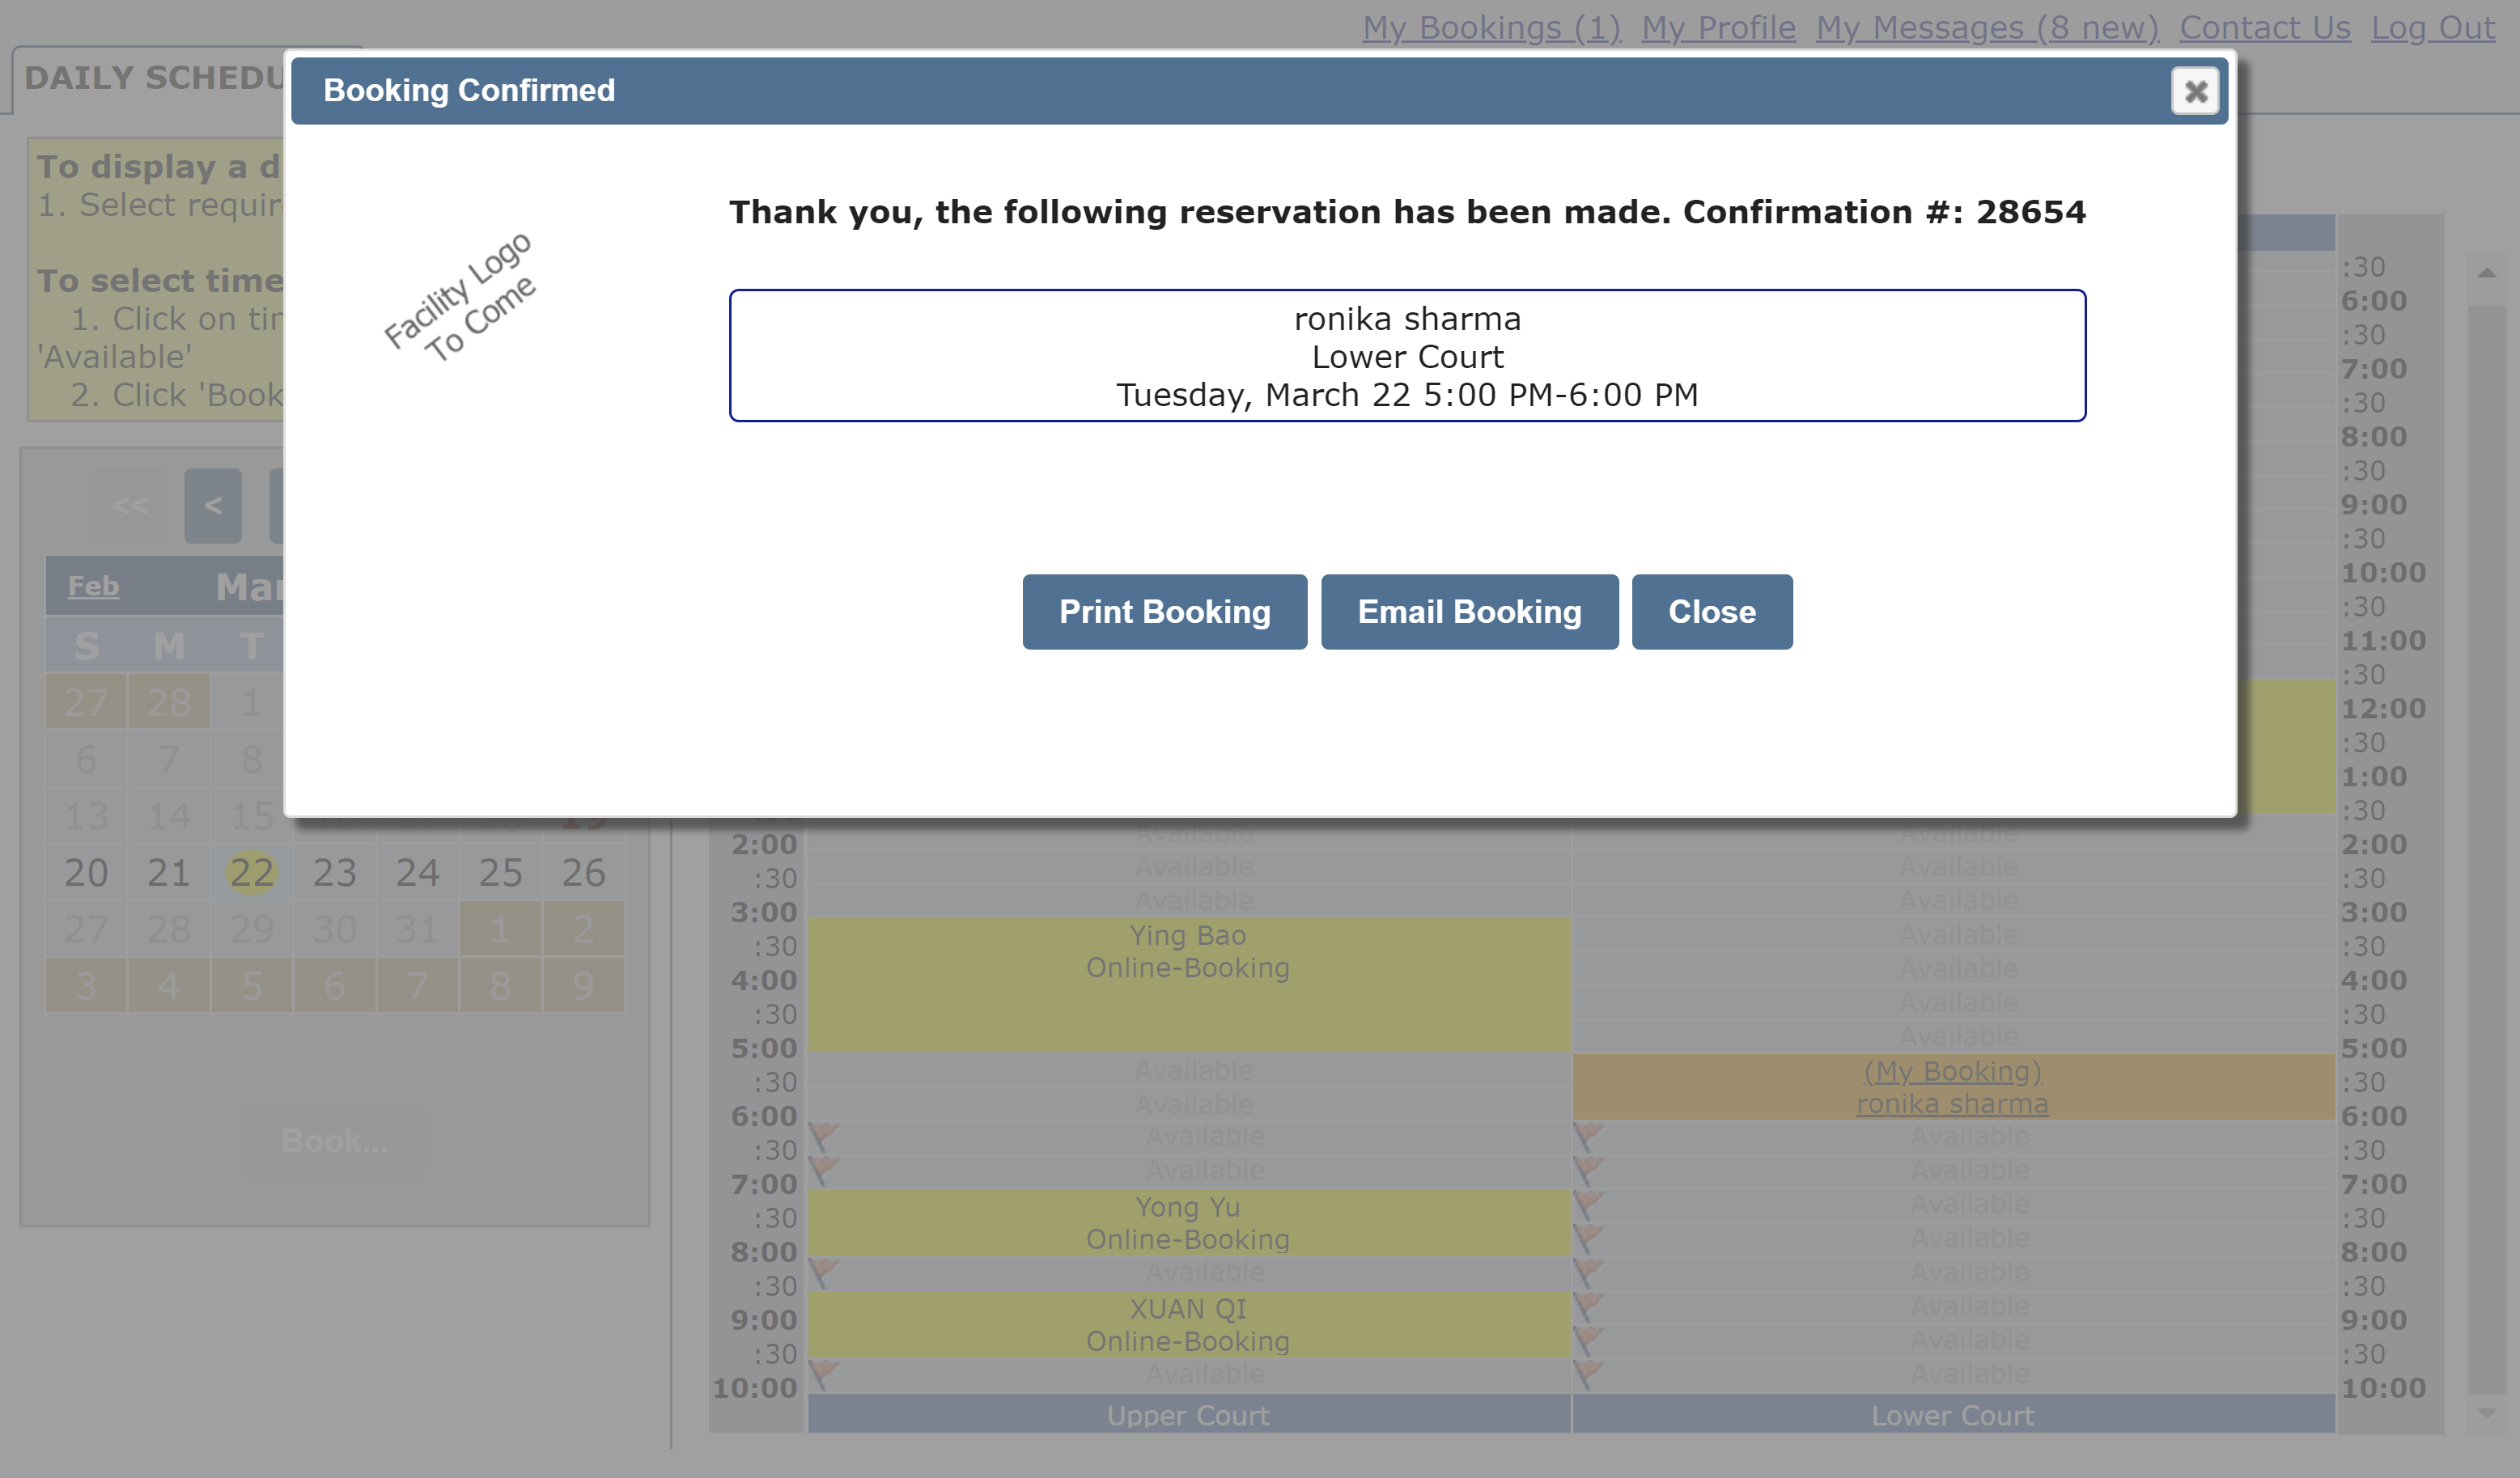 My Bookings (1) My Profile My Messages (8 new) Contact Us Log Out
DAILY SCHEDU
Booking Confirmed
To display a d
1. Select requir
To select time
1. Click on tin
'Available'
2. Click 'Book
Facility Logo
To Come
Thank you, the following reservation has been made. Confirmation #: 28654
ronika sharma
Lower Court
Tuesday, March 22 5:00 PM-6:00 PM
Print Booking Email Booking Close
<< <
Feb Mar
S M T
27 28 1
6 7 8
13 14 15 19
20 21 22 23 24 25 26
27 28 29 30 31 1 2
3 4 5 6 7 8 9
Book...
:30
6:00
:30
7:00
:30
8:00
:30
9:00
:30
10:00
:30
11:00
:30
12:00
:30
1:00
:30
Available Available
2:00 2:00
:30 Available Available :30
Available Available
3:00 3:00
Ying Bao Available
:30 :30
Online-Booking Available
4:00 4:00
:30 Available :30
Available
5:00 5:00
Available (My Booking)
:30 :30
Available ronika sharma
6:00 6:00
Available Available
:30 :30
Available Available
7:00 7:00
Yong Yu Available
:30 :30
Online-Booking Available
8:00 8:00
Available Available
:30 :30
XUAN QI Available
9:00 9:00
Online-Booking Available
:30 :30
Available Available
10:00 10:00
Upper Court Lower Court